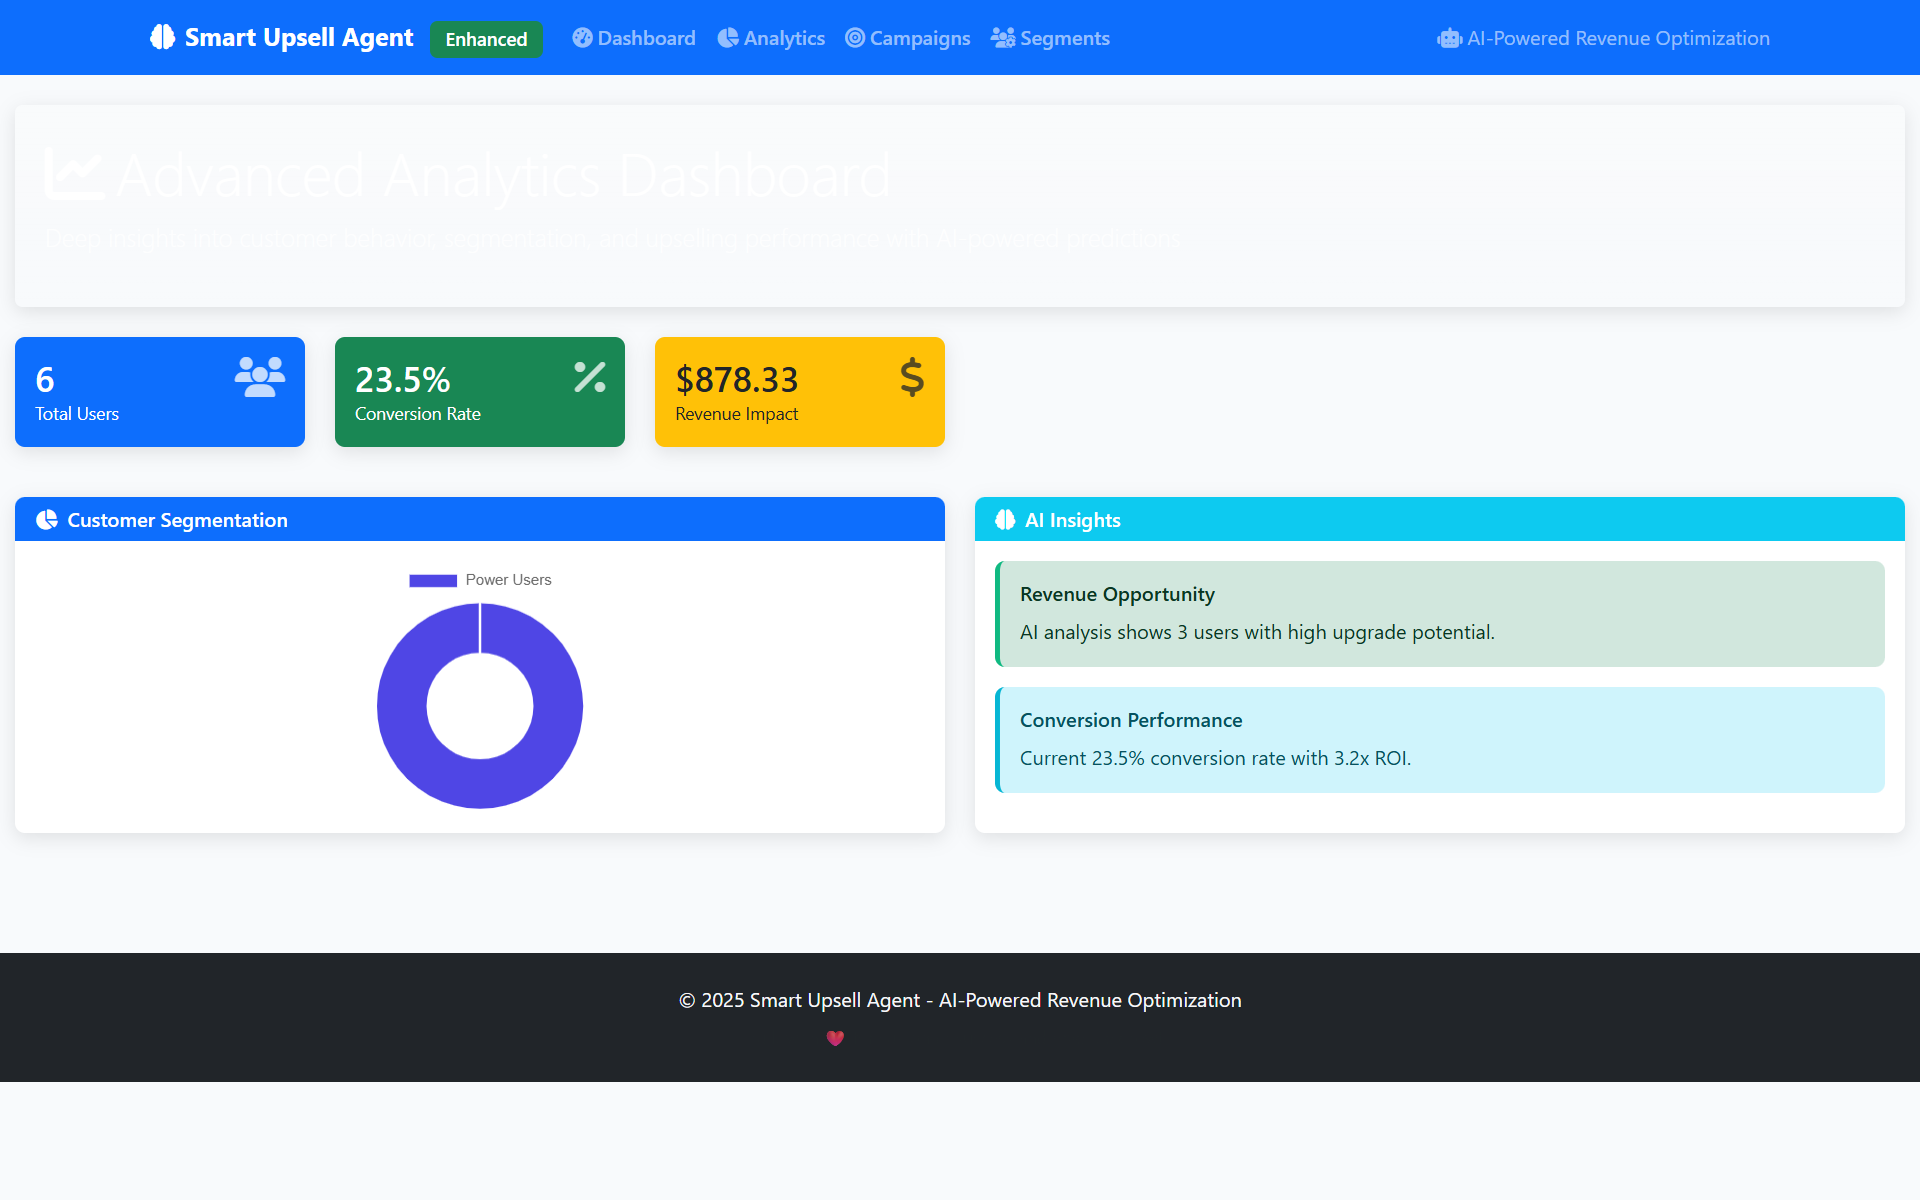 Smart Upsell Agent Enhanced Dashboard Analytics Campaigns Segments AI-Powered Revenue Optimization
Advanced Analytics Dashboard
Deep insights into customer behavior, segmentation, and upselling performance with AI-powered predictions
6
Total Users
23.5%
Conversion Rate
$878.33
Revenue Impact
Customer Segmentation
Power Users
AI Insights
Revenue Opportunity
AI analysis shows 3 users with high upgrade potential.
Conversion Performance
Current 23.5% conversion rate with 3.2x ROI.
© 2025 Smart Upsell Agent - AI-Powered Revenue Optimization